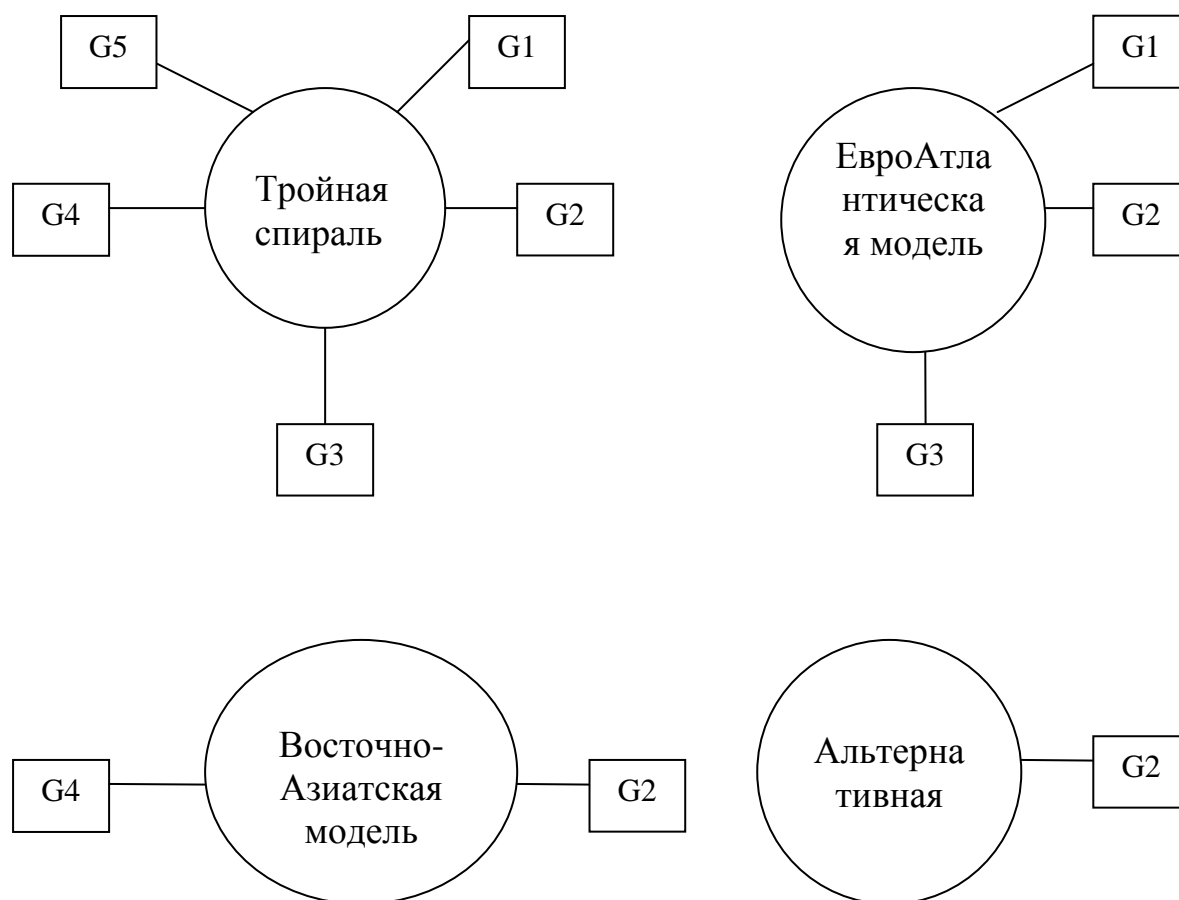 G5
G1
G4
Тройная
спираль
G2
G3
G1
ЕвроАтла
нтическа
я модель
G2
G3
G4
Восточно-
Азиатская
модель
G2
Альтерна
тивная
G2